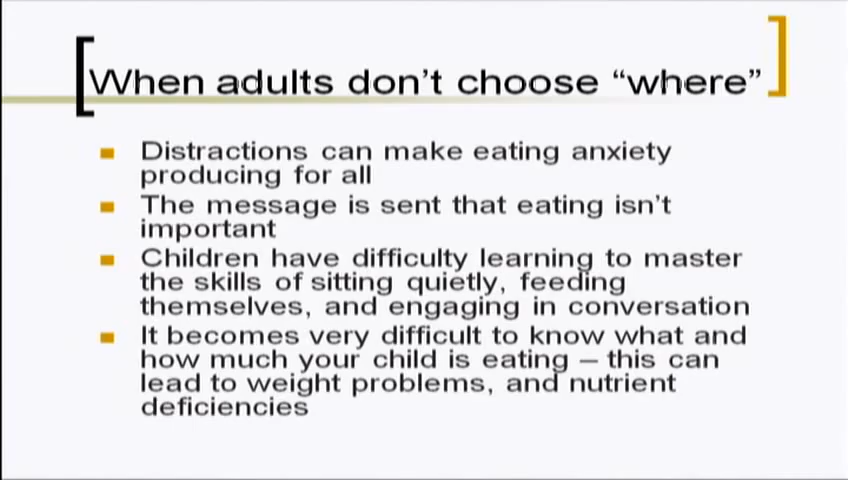 When adults don't choose “where”
Distractions can make eating anxiety
producing for all
The message is sent that eating isn't
important
Children have difficulty learning to master
the skills of sitting quietly, feeding
themselves, and engaging in conversation
It becomes very difficult to know what and
how much your child is eating – this can
lead to weight problems, and nutrient
deficiencies